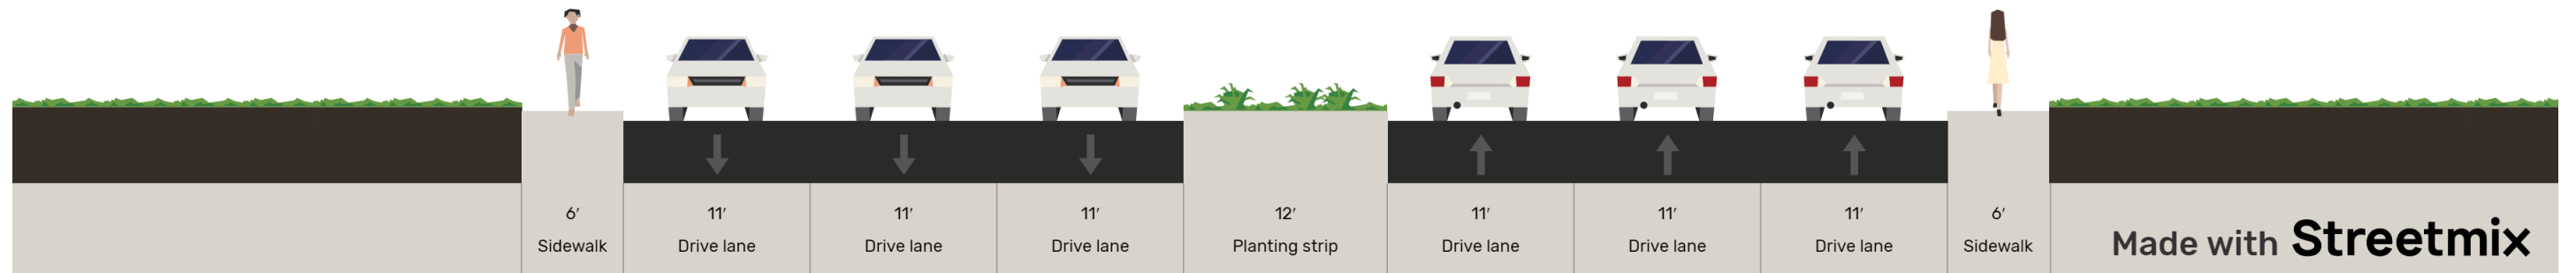 6′
Sidewalk
11′
Drive lane
11′
Drive lane
11′
Drive lane
12′
Planting strip
11′
Drive lane
11′
Drive lane
11′
Drive lane
6′
Sidewalk
Made with Streetmix